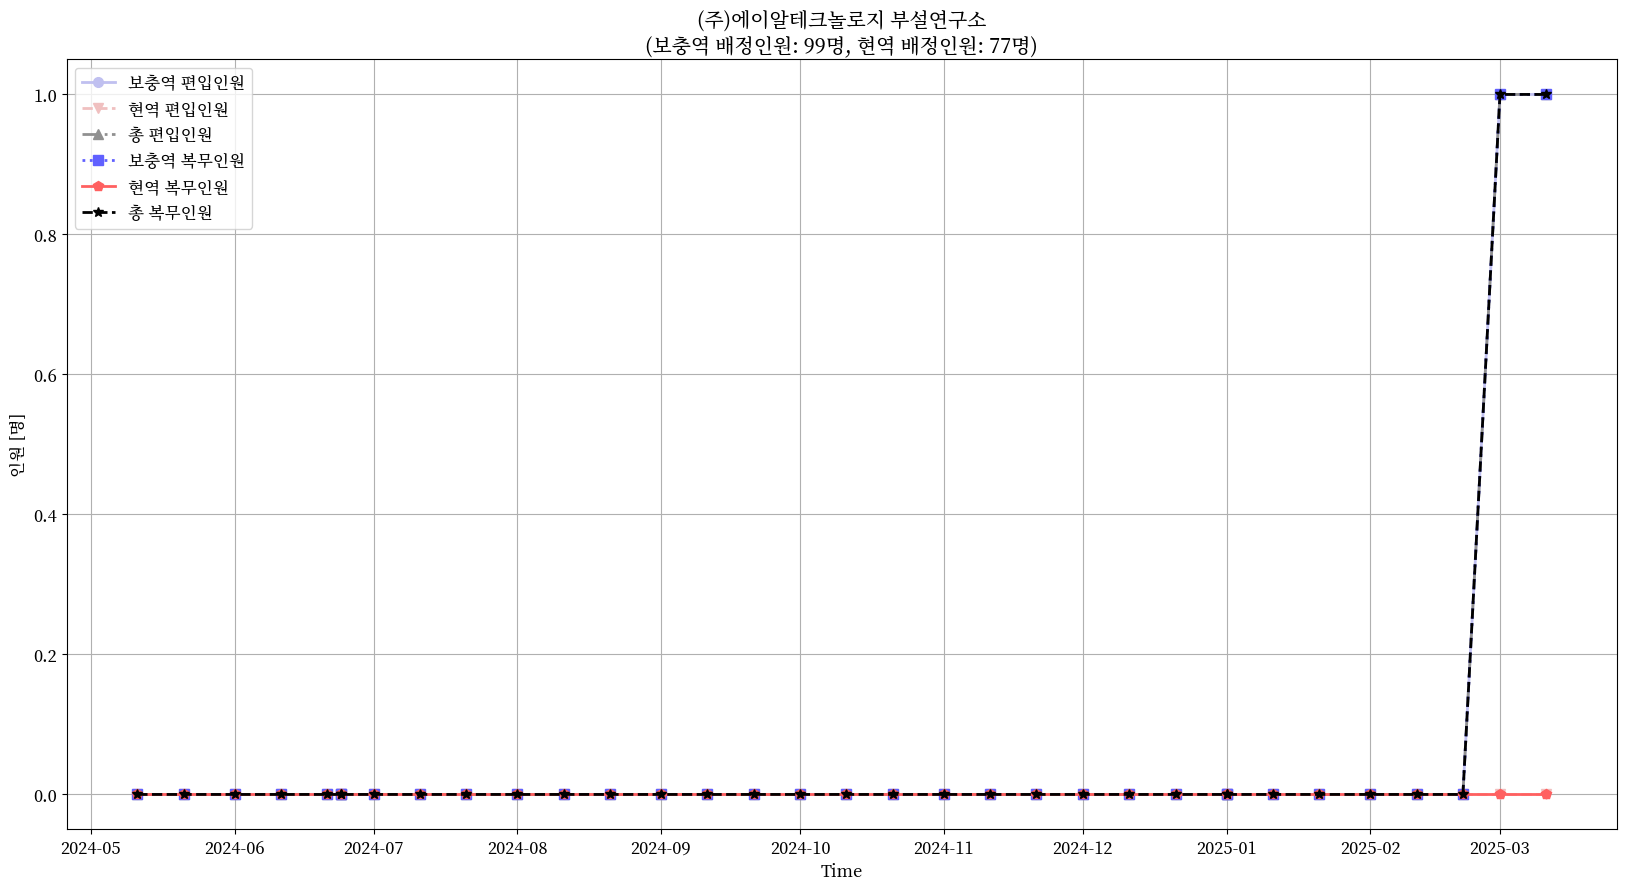 (주)에이알테크놀로지 부설연구소
(보충역 배정인원: 99명, 현역 배정인원: 77명)
보충역 편입인원
현역 편입인원
총 편입인원
보충역 복무인원
현역 복무인원
총 복무인원
1.0
0.8
0.6
0.4
0.2
0.0
인원 [명]
2024-05 2024-06 2024-07 2024-08 2024-09 2024-10 2024-11 2024-12 2025-01 2025-02 2025-03
Time